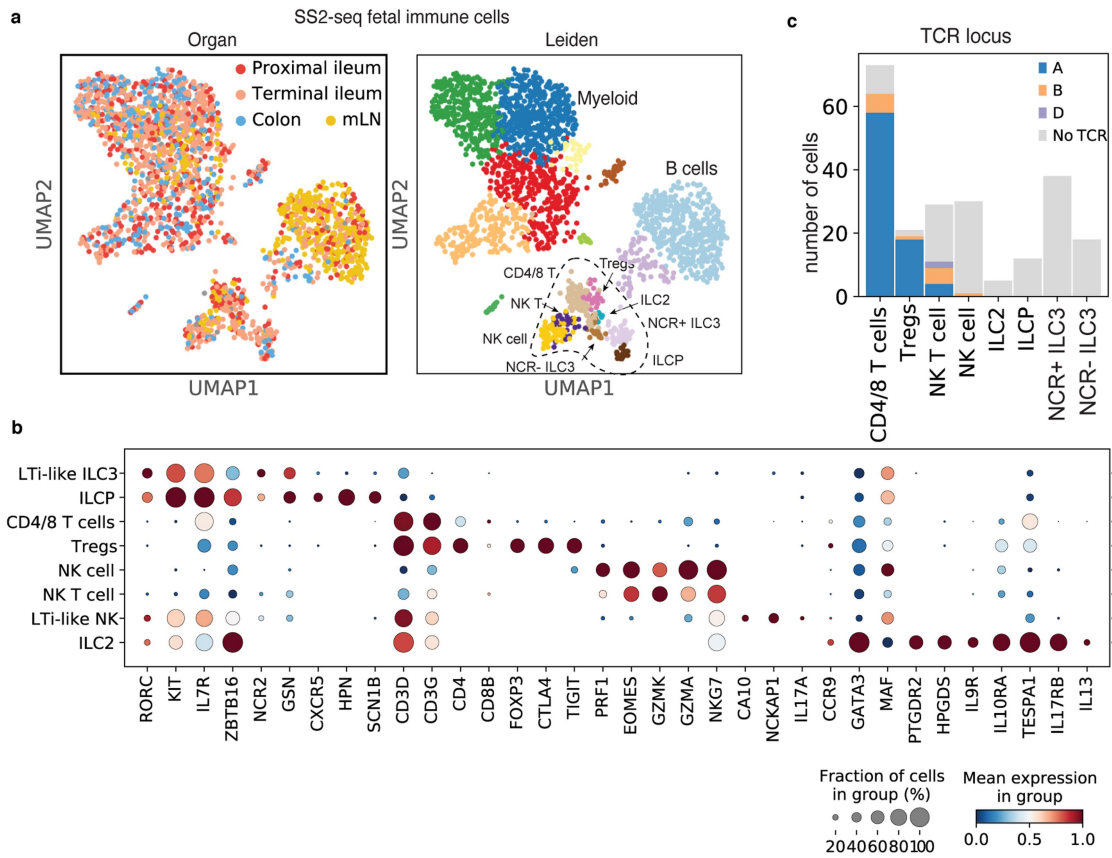 a
SS2-seq fetal immune cells
Organ
Proximal ileum
Terminal ileum
Colon
mLN
UMAP2
UMAP1
Leiden
Myeloid
B cells
CD4/8 T
Tregs
NK T
ILC2
NK cell
NCR+ ILC3
NCR- ILC3
ILCP
UMAP2
UMAP1
c
TCR locus
A
B
D
No TCR
number of cells
60
40
20
0
CD4/8 T cells
Tregs
NK T cell
NK cell
ILC2
ILCP
NCR+ ILC3
NCR- ILC3
b
LTi-like ILC3
ILCP
CD4/8 T cells
Tregs
NK cell
NK T cell
LTi-like NK
ILC2
RORC
KIT
IL7R
ZBTB16
NCR2
GSN
CXCR5
HPN
SCN1B
CD3D
CD3G
CD4
CD8B
FOXP3
CTLA4
TIGIT
PRF1
EOMES
GZMK
GZMA
NKG7
CA10
NCKAP1
IL17A
CCR9
GATA3
MAF
PTGDR2
HPGDS
IL9R
IL10RA
TESPA1
IL17RB
IL13
Fraction of cells
in group (%)
20 40 60 80 100
Mean expression
in group
0.0 0.5 1.0